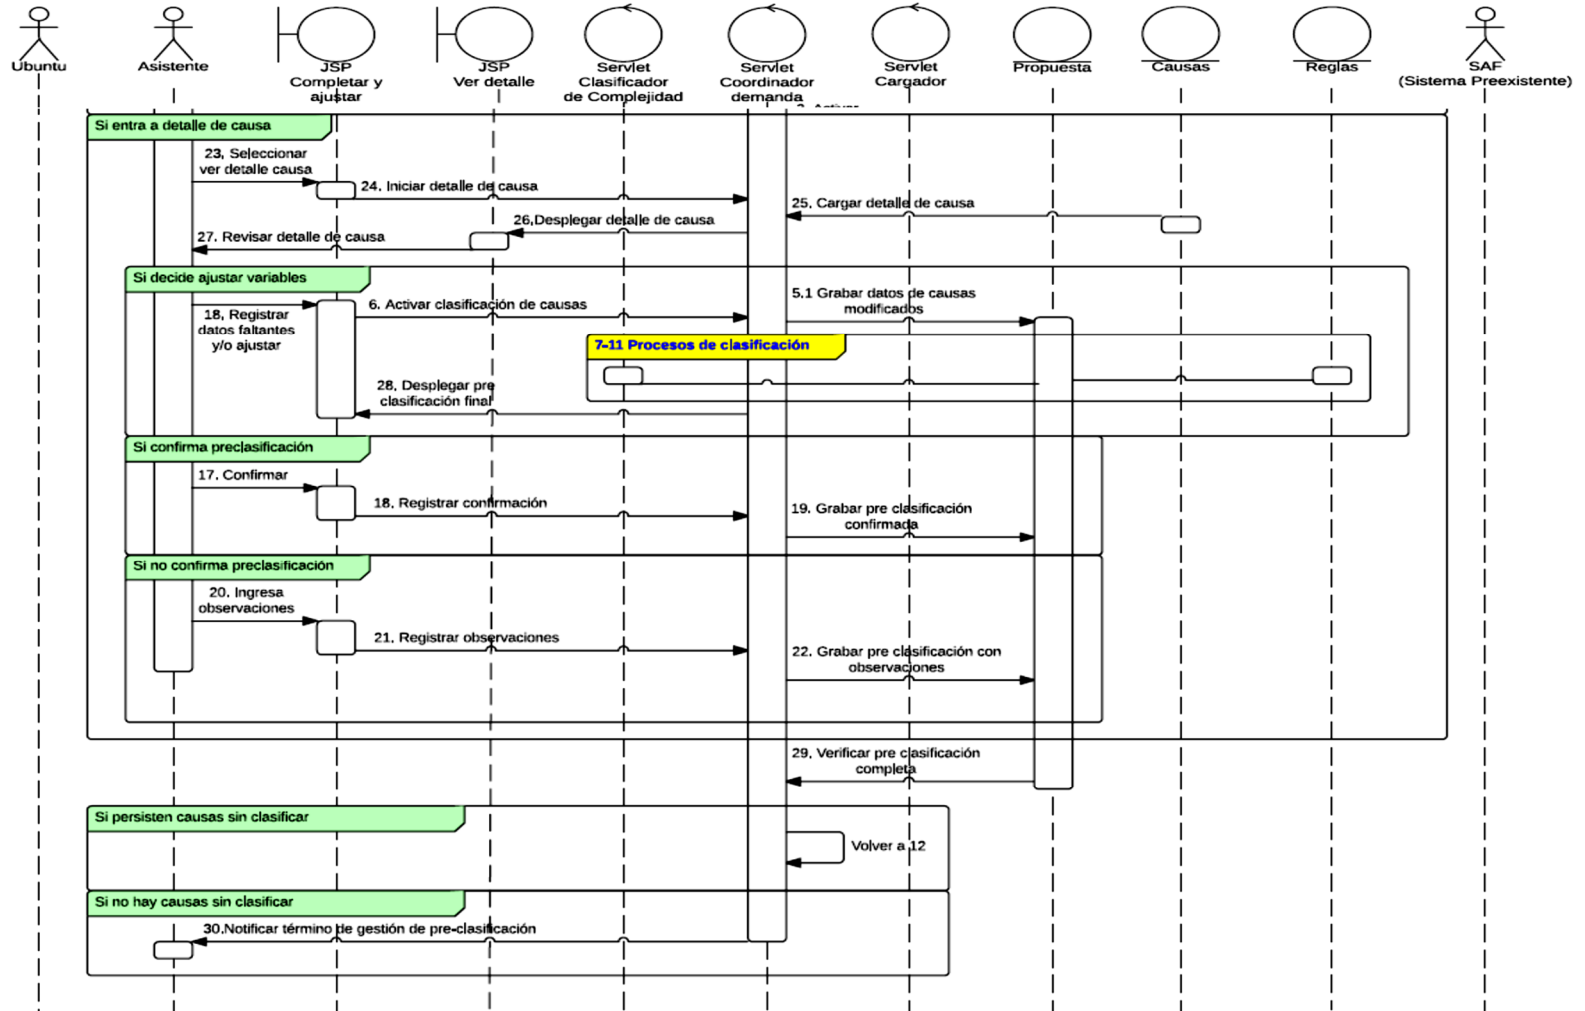 Ubuntu
Asistente
JSP
Completar y
ajustar
JSP
Ver detalle
Servlet
Clasificador
de Complejidad
Servlet
Coordinador
demanda
Servlet
Cargador
Propuesta
Causas
Reglas
SAF
(Sistema Preexistente)
Si entra a detalle de causa
23. Seleccionar
ver detalle causa
24. Iniciar detalle de causa
25. Cargar detalle de causa
26.Desplegar detalle de causa
27. Revisar detalle de causa
Si decide ajustar variables
18. Registrar
datos faltantes
y/o ajustar
6. Activar clasificación de causas
5.1 Grabar datos de causas
modificados
7-11 Procesos de clasificación
28. Desplegar pre
clasificación final
Si confirma preclasificación
17. Confirmar
18. Registrar confirmación
19. Grabar pre clasificación
confirmada
Si no confirma preclasificación
20. Ingresa
observaciones
21. Registrar observaciones
22. Grabar pre clasificación con
observaciones
29. Verificar pre clasificación
completa
Si persisten causas sin clasificar
Volver a 12
Si no hay causas sin clasificar
30.Notificar término de gestión de pre-clasificación